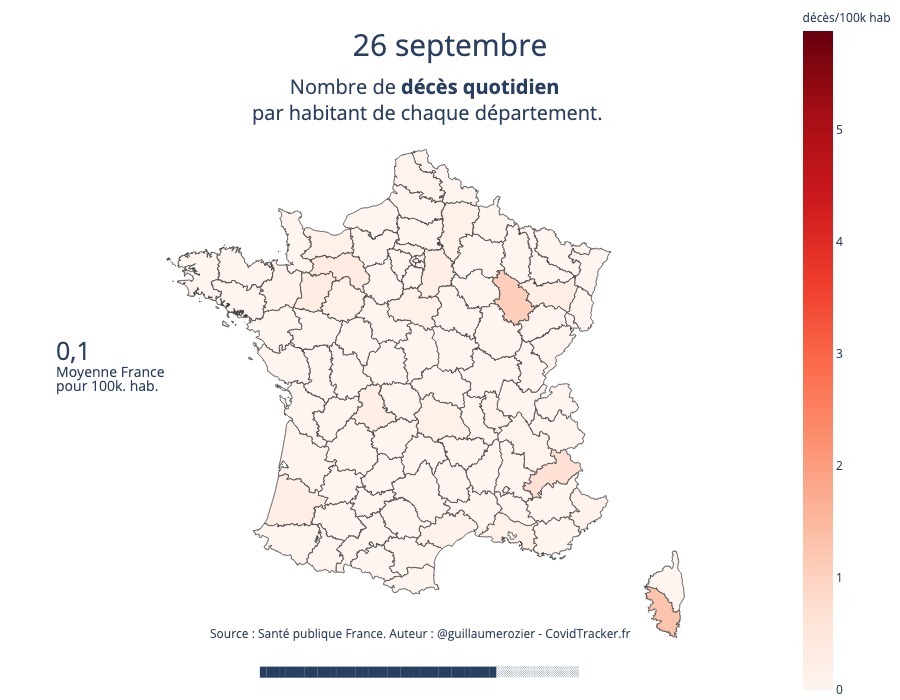 décès/100k hab
26 septembre
Nombre de décès quotidien
par habitant de chaque département.
5
4
3
2
1
0
0,1
Moyenne France
pour 100k. hab.
Source : Santé publique France. Auteur : @guillaumerozier - CovidTracker.fr